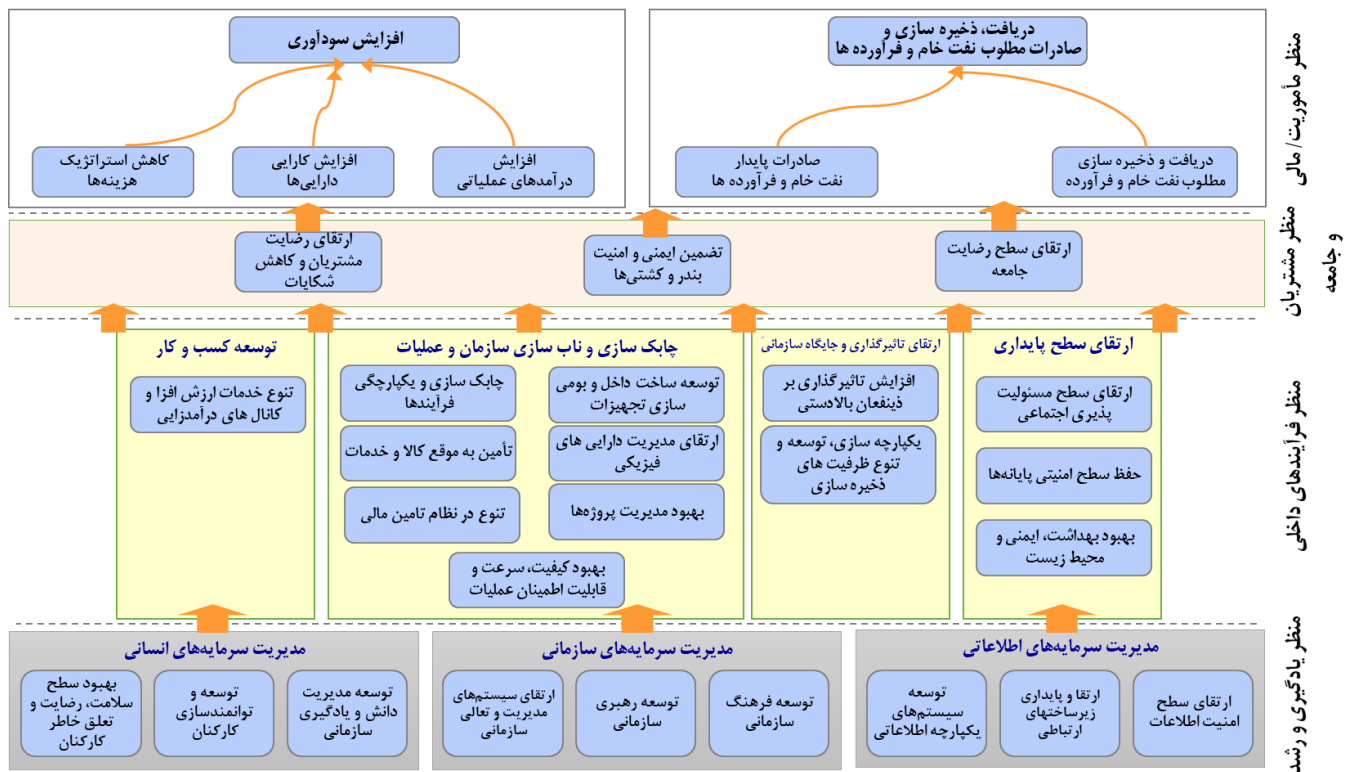 منظر مأموریت/ مالی
دریافت، ذخیره سازی و
صادرات مطلوب نفت خام و فرآورده ها
افزایش سودآوری
دریافت و ذخیره سازی
مطلوب نفت خام و فرآورده
صادرات پایدار
نفت خام و فرآورده ها
افزایش
درآمدهای عملیاتی
افزایش کارایی
دارایی‌ها
کاهش استراتژیک
هزینه‌ها
منظر مشتریان
و جامعه
ارتقای سطح رضایت
جامعه
تضمین ایمنی و امنیت
بندر و کشتی‌ها
ارتقای رضایت
مشتریان و کاهش
شکایات
منظر فرآیندهای داخلی
ارتقای سطح پایداری
ارتقای سطح مسئولیت
پذیری اجتماعی
حفظ سطح امنیتی پایانه‌ها
بهبود بهداشت، ایمنی و
محیط زیست
ارتقای تاثیرگذاری و جایگاه سازمانی
افزایش تاثیرگذاری بر
ذینفعان بالادستی
یکپارچه سازی، توسعه و
تنوع ظرفیت های
ذخیره سازی
چابک سازی و ناب سازی سازمان و عملیات
توسعه ساخت داخل و بومی
سازی تجهیزات
چابک سازی و یکپارچگی
فرآیندها
ارتقای مدیریت دارایی های
فیزیکی
تأمین به موقع کالا و خدمات
بهبود مدیریت پروژه‌ها
تنوع در نظام تامین مالی
بهبود کیفیت، سرعت و
قابلیت اطمینان عملیات
توسعه کسب و کار
تنوع خدمات ارزش افزا و
کانال های درآمدزایی
منظر یادگیری و رشد
مدیریت سرمایه‌های اطلاعاتی
ارتقای سطح
امنیت اطلاعات
ارتقا و پایداری
زیرساختهای
ارتباطی
توسعه
سیستم‌های
یکپارچه اطلاعاتی
مدیریت سرمایه‌های سازمانی
توسعه فرهنگ
سازمانی
توسعه رهبری
سازمانی
ارتقای سیستم‌های
مدیریت و تعالی
سازمانی
مدیریت سرمایه‌های انسانی
توسعه مدیریت
دانش و یادگیری
سازمانی
توسعه و
توانمندسازی
کارکنان
بهبود سطح
سلامت، رضایت و
تعلق خاطر
کارکنان